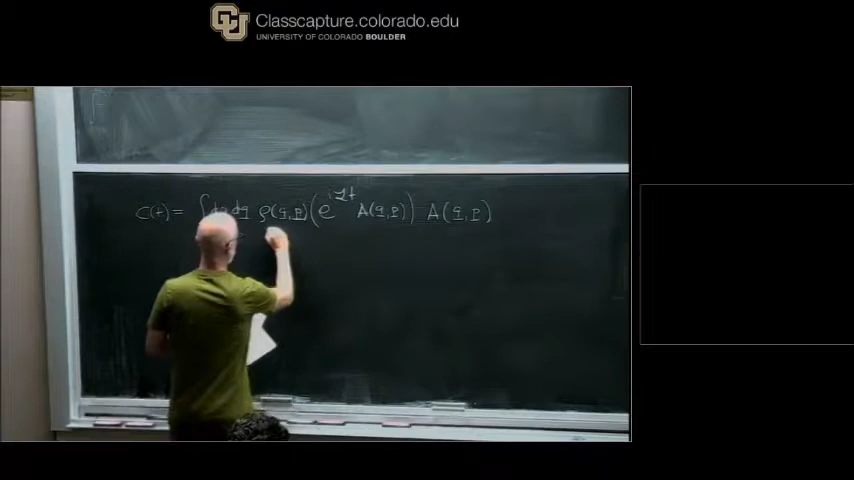 Classcapture.colorado.edu
UNIVERSITY OF COLORADO BOULDER
C(t) = ∫ dp dq ρ(q,p) (e^{iLt} A(q,p)) A(q,p)